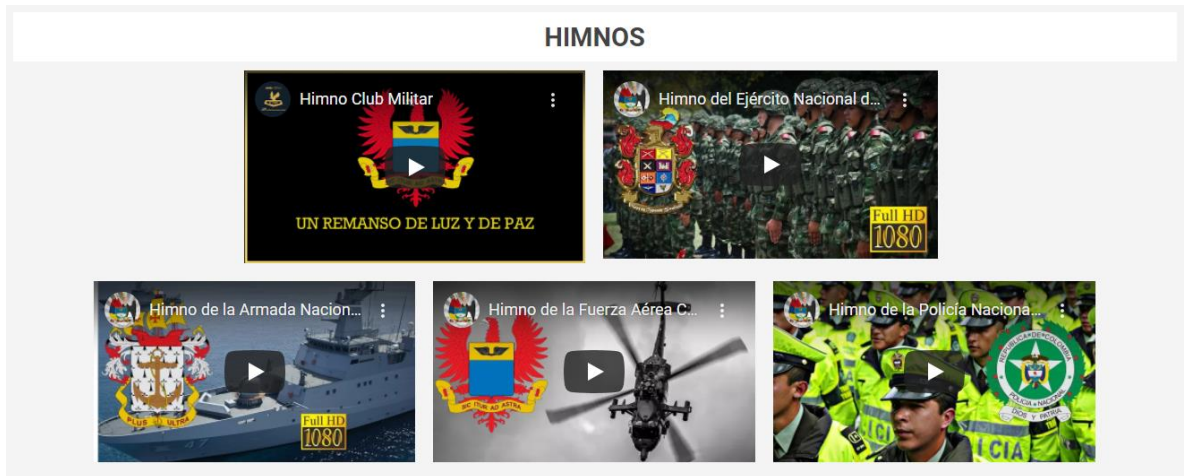 HIMNOS
Himno Club Militar
UN REMANSO DE LUZ Y DE PAZ
Himno del Ejército Nacional d...
Full HD
1080
Himno de la Armada Nacion...
PLUS ULTRA
47
Full HD
1080
Himno de la Fuerza Aérea C...
SIC ITUR AD ASTRA
Himno de la Policía Naciona...
REPUBLICA DE COLOMBIA
POLICIA NACIONAL
DIOS Y PATRIA
ICIA